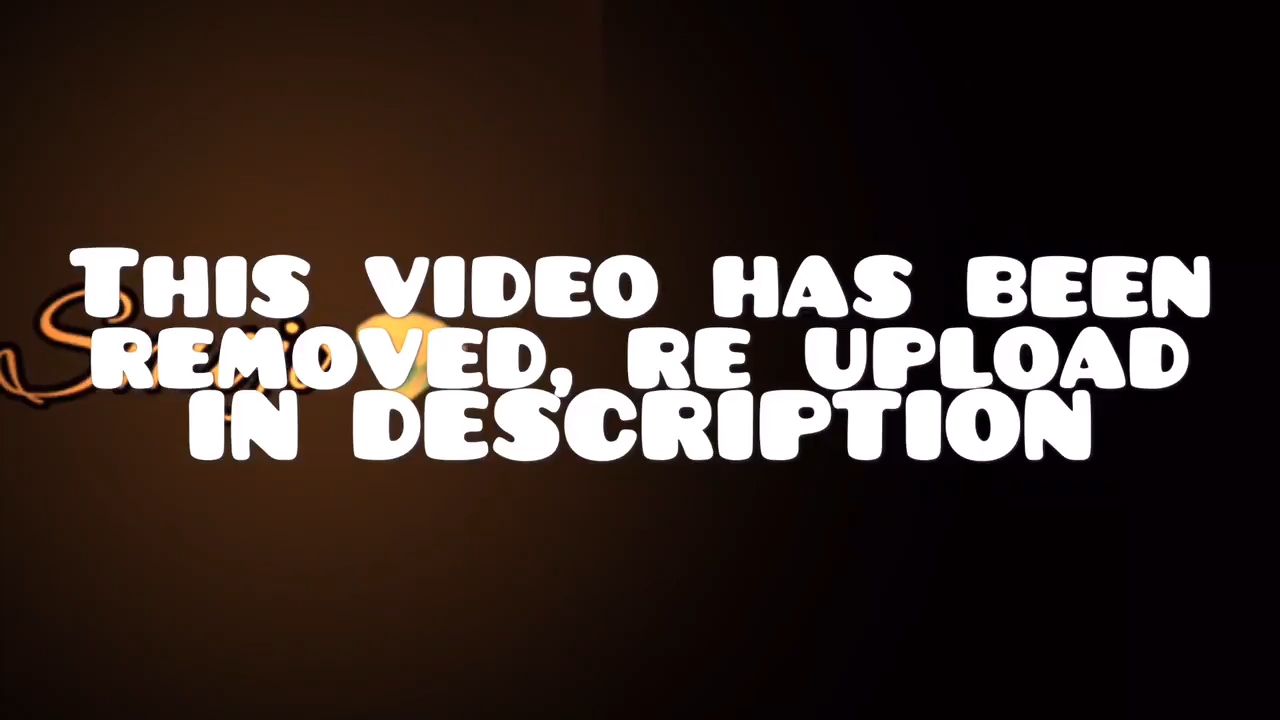 This video has been
removed, re upload
in description